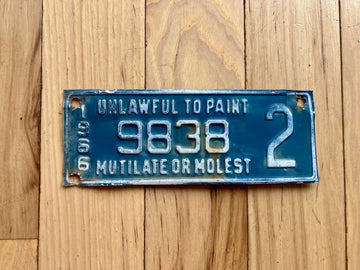 UNLAWFUL TO PAINT
1966
9838
2
MUTILATE OR MOLEST